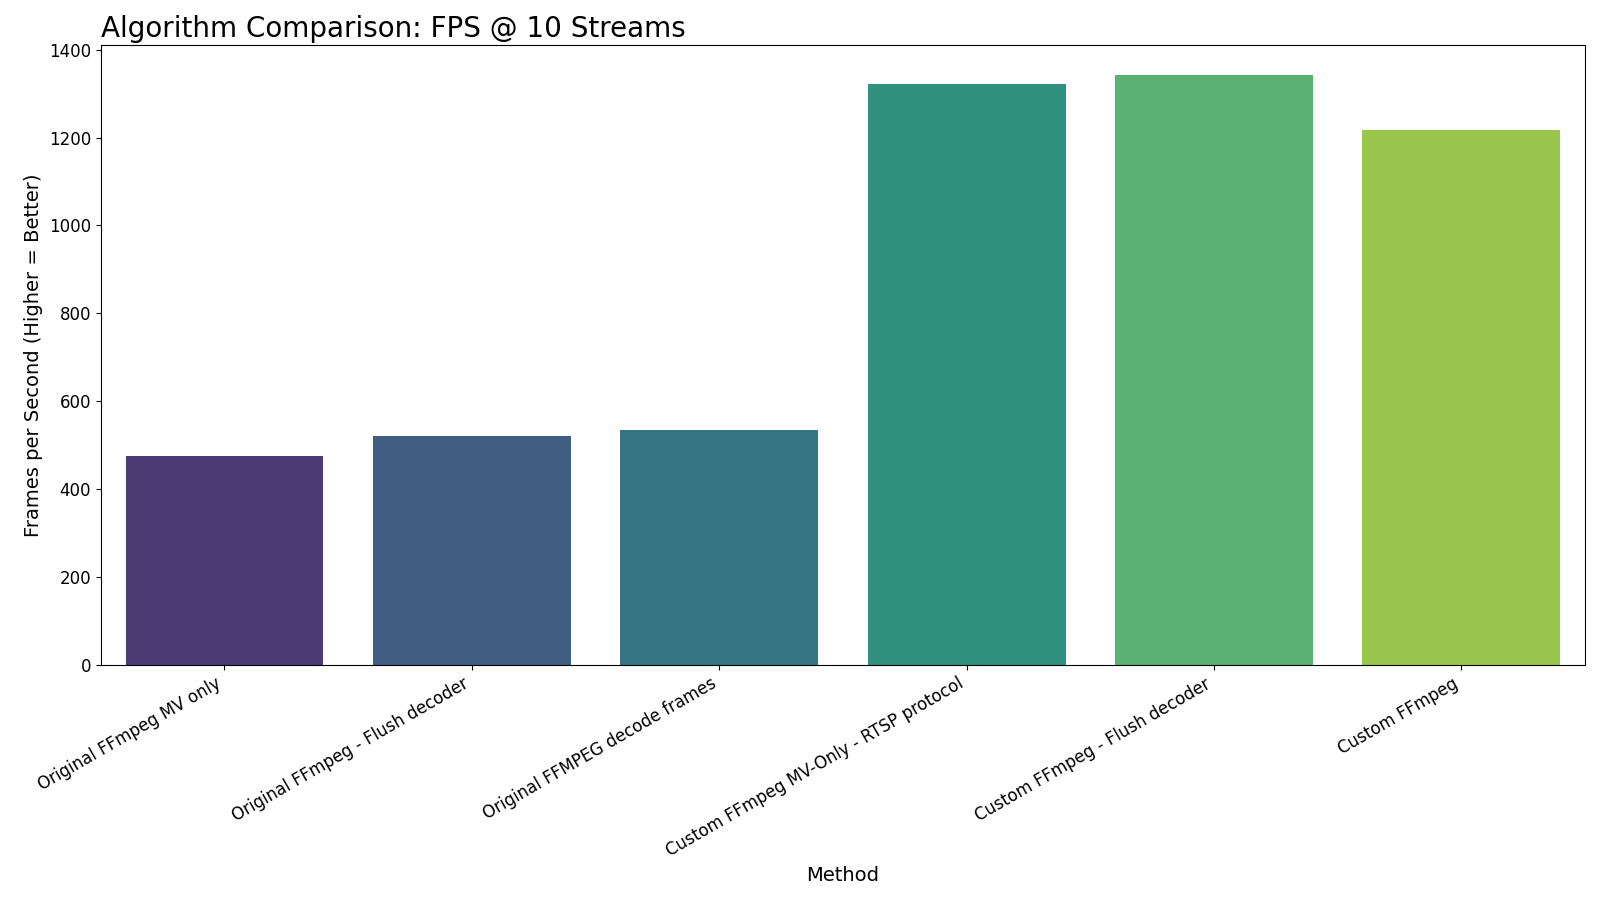 Algorithm Comparison: FPS @ 10 Streams
Frames per Second (Higher = Better)
1400
1200
1000
800
600
400
200
0
Original FFmpeg MV only
Original FFmpeg - Flush decoder
Original FFMPEG decode frames
Custom FFmpeg MV-Only - RTSP protocol
Custom FFmpeg - Flush decoder
Custom FFmpeg
Method